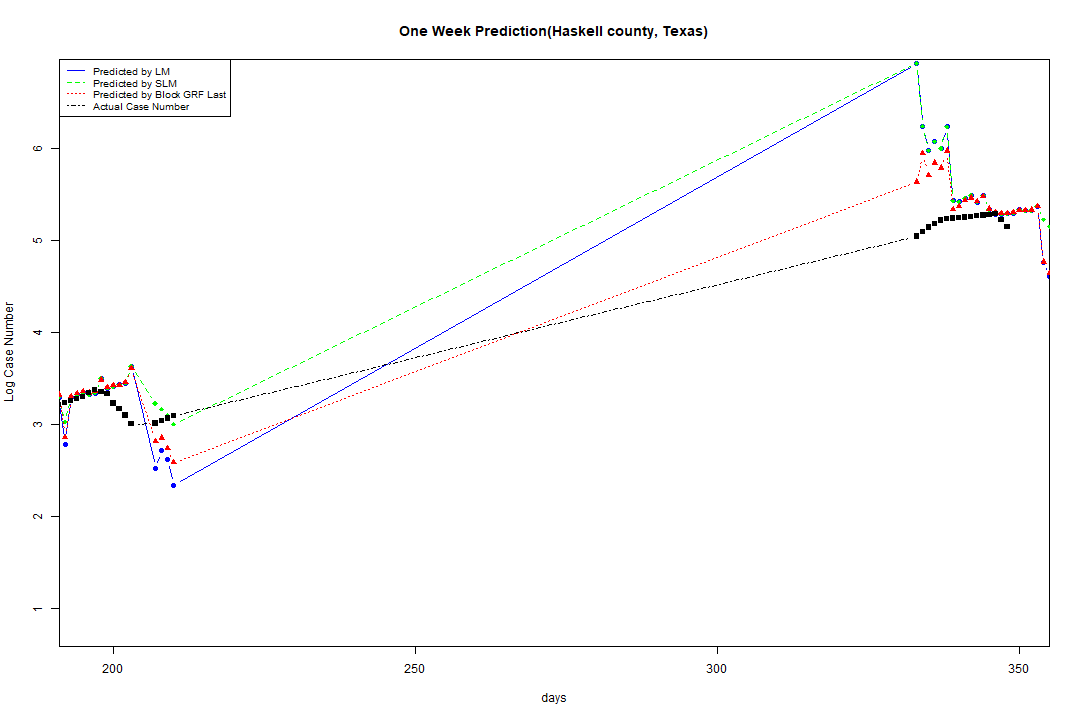 One Week Prediction(Haskell county, Texas)
Predicted by LM
Predicted by SLM
Predicted by Block GRF Last
Actual Case Number
6
5
4
3
2
1
Log Case Number
200
250
300
350
days